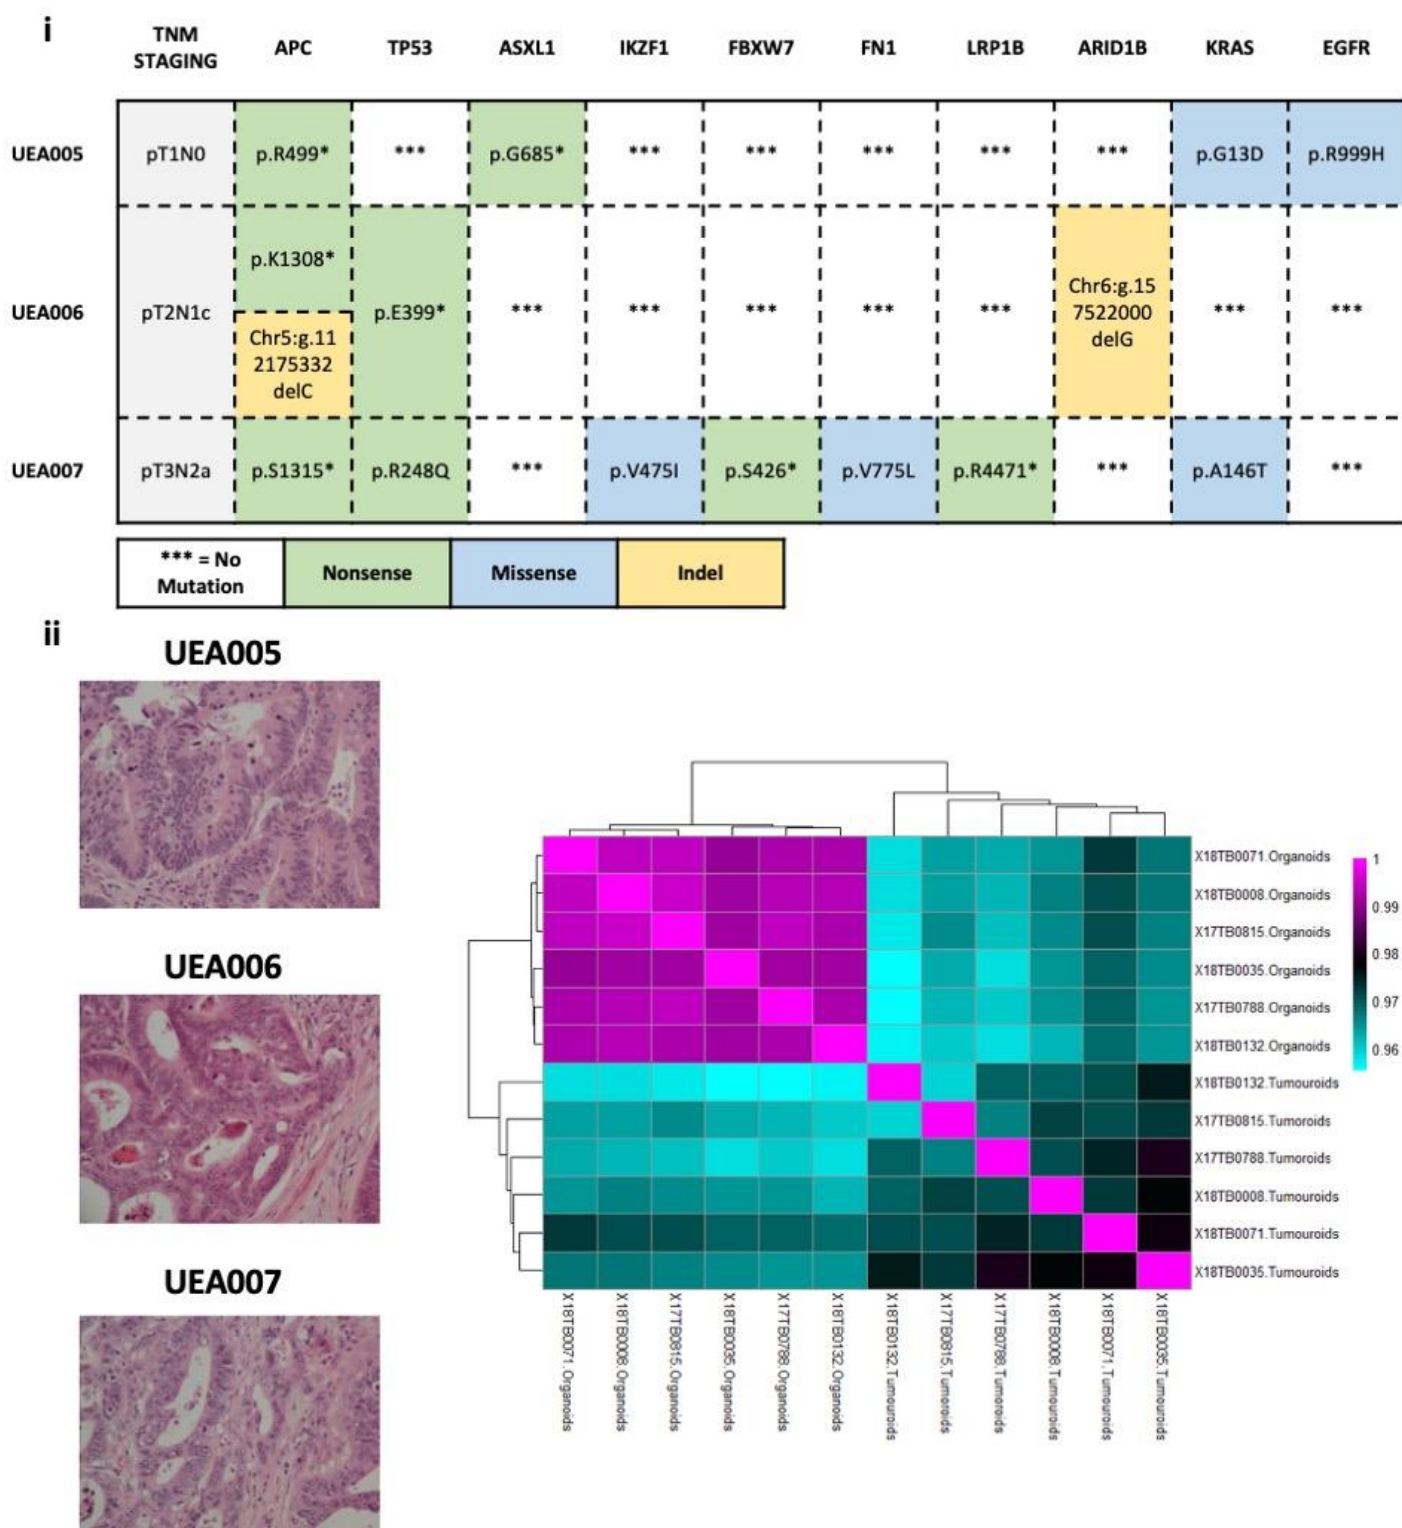 i
TNM STAGING APC TP53 ASXL1 IKZF1 FBXW7 FN1 LRP1B ARID1B KRAS EGFR
UEA005 pT1N0 p.R499* *** p.G685* *** *** *** *** *** p.G13D p.R999H
UEA006 pT2N1c
p.K1308*
Chr5:g.11
2175332
delC
p.E399* *** *** *** *** ***
Chr6:g.15
7522000
delG
*** ***
UEA007 pT3N2a p.S1315* p.R248Q *** p.V475I p.S426* p.V775L p.R4471* *** p.A146T ***
*** = No
Mutation
Nonsense
Missense
Indel
ii
UEA005
UEA006
UEA007
X18TB0071.Organoids
X18TB0008.Organoids
X17TB0815.Organoids
X18TB0035.Organoids
X17TB0788.Organoids
X18TB0132.Organoids
X18TB0132.Tumouroids
X17TB0815.Tumoroids
X17TB0788.Tumoroids
X18TB0008.Tumouroids
X18TB0071.Tumouroids
X18TB0035.Tumouroids
1
0.99
0.98
0.97
0.96
X18TB0071.Organoids
X18TB0008.Organoids
X17TB0815.Organoids
X18TB0035.Organoids
X17TB0788.Organoids
X18TB0132.Organoids
X18TB0132.Tumouroids
X17TB0815.Tumoroids
X17TB0788.Tumoroids
X18TB0008.Tumouroids
X18TB0071.Tumouroids
X18TB0035.Tumouroids